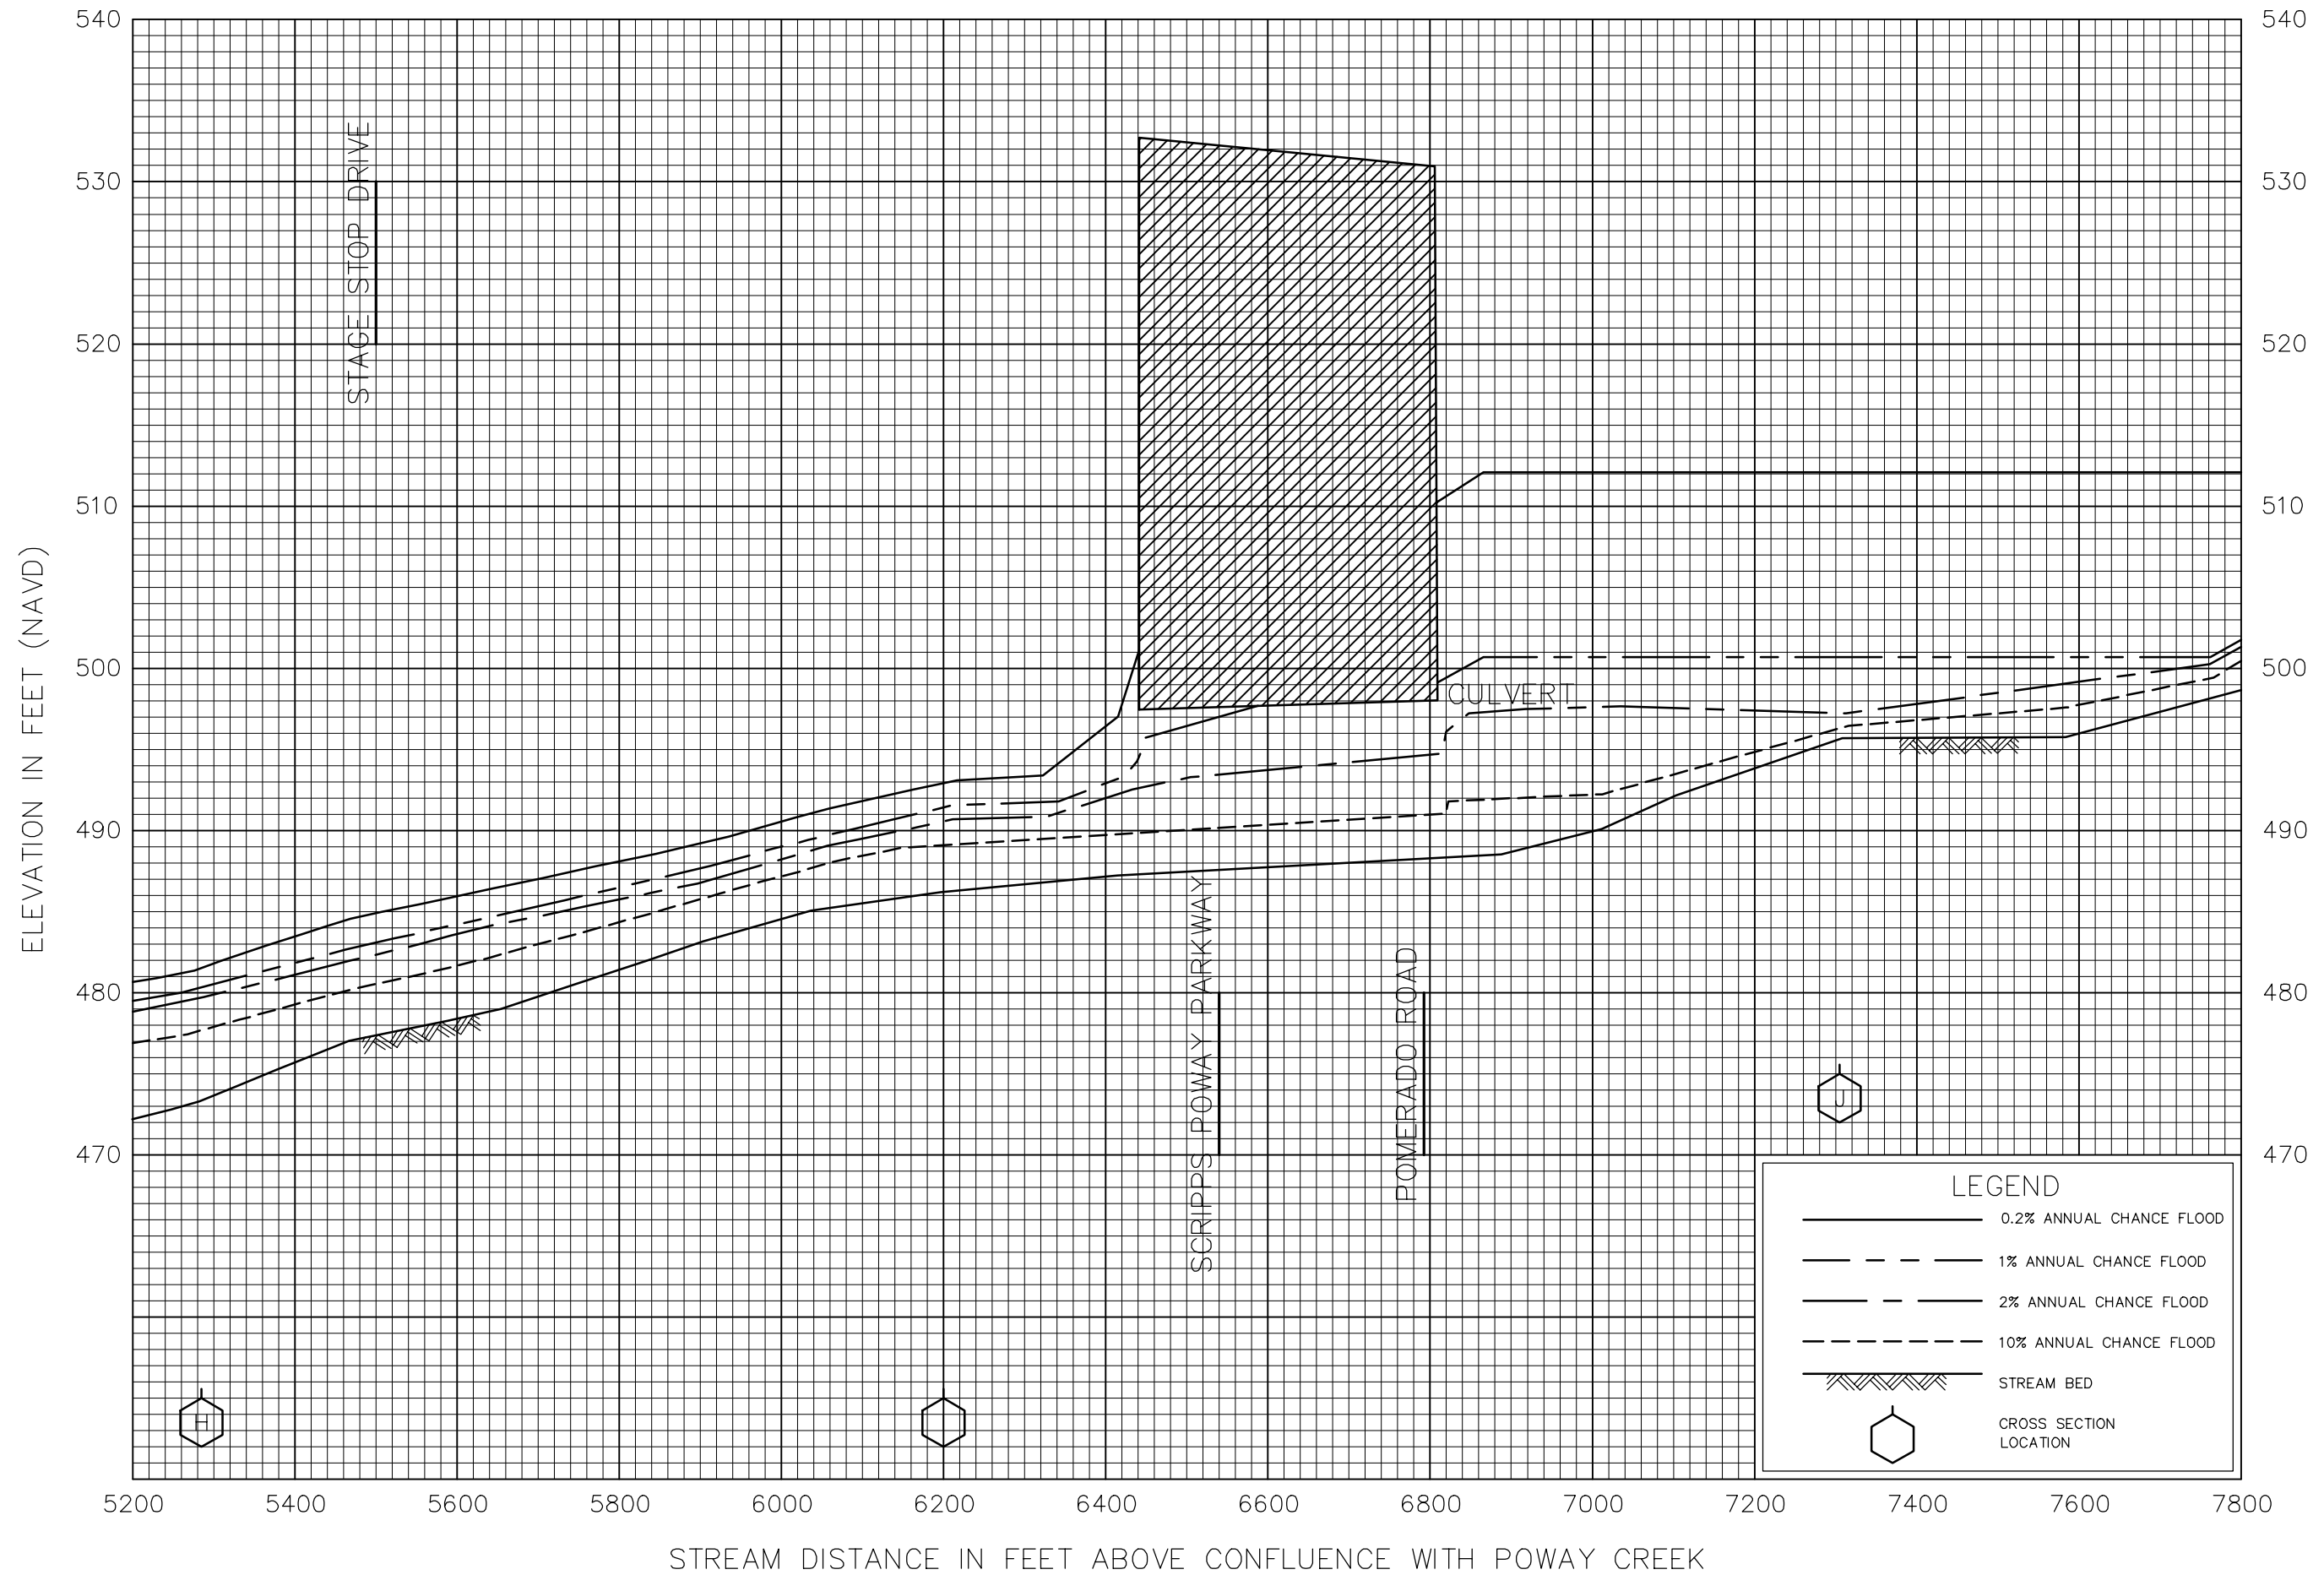 540
530
520
510
500
490
480
470
540
530
520
510
500
490
480
470
ELEVATION IN FEET (NAVD)
STAGE STOP DRIVE
CULVERT
SCRIPPS POWAY PARKWAY
POMERADO ROAD
H
I
J
LEGEND
0.2% ANNUAL CHANCE FLOOD
1% ANNUAL CHANCE FLOOD
2% ANNUAL CHANCE FLOOD
10% ANNUAL CHANCE FLOOD
STREAM BED
CROSS SECTION
LOCATION
5200 5400 5600 5800 6000 6200 6400 6600 6800 7000 7200 7400 7600 7800
STREAM DISTANCE IN FEET ABOVE CONFLUENCE WITH POWAY CREEK